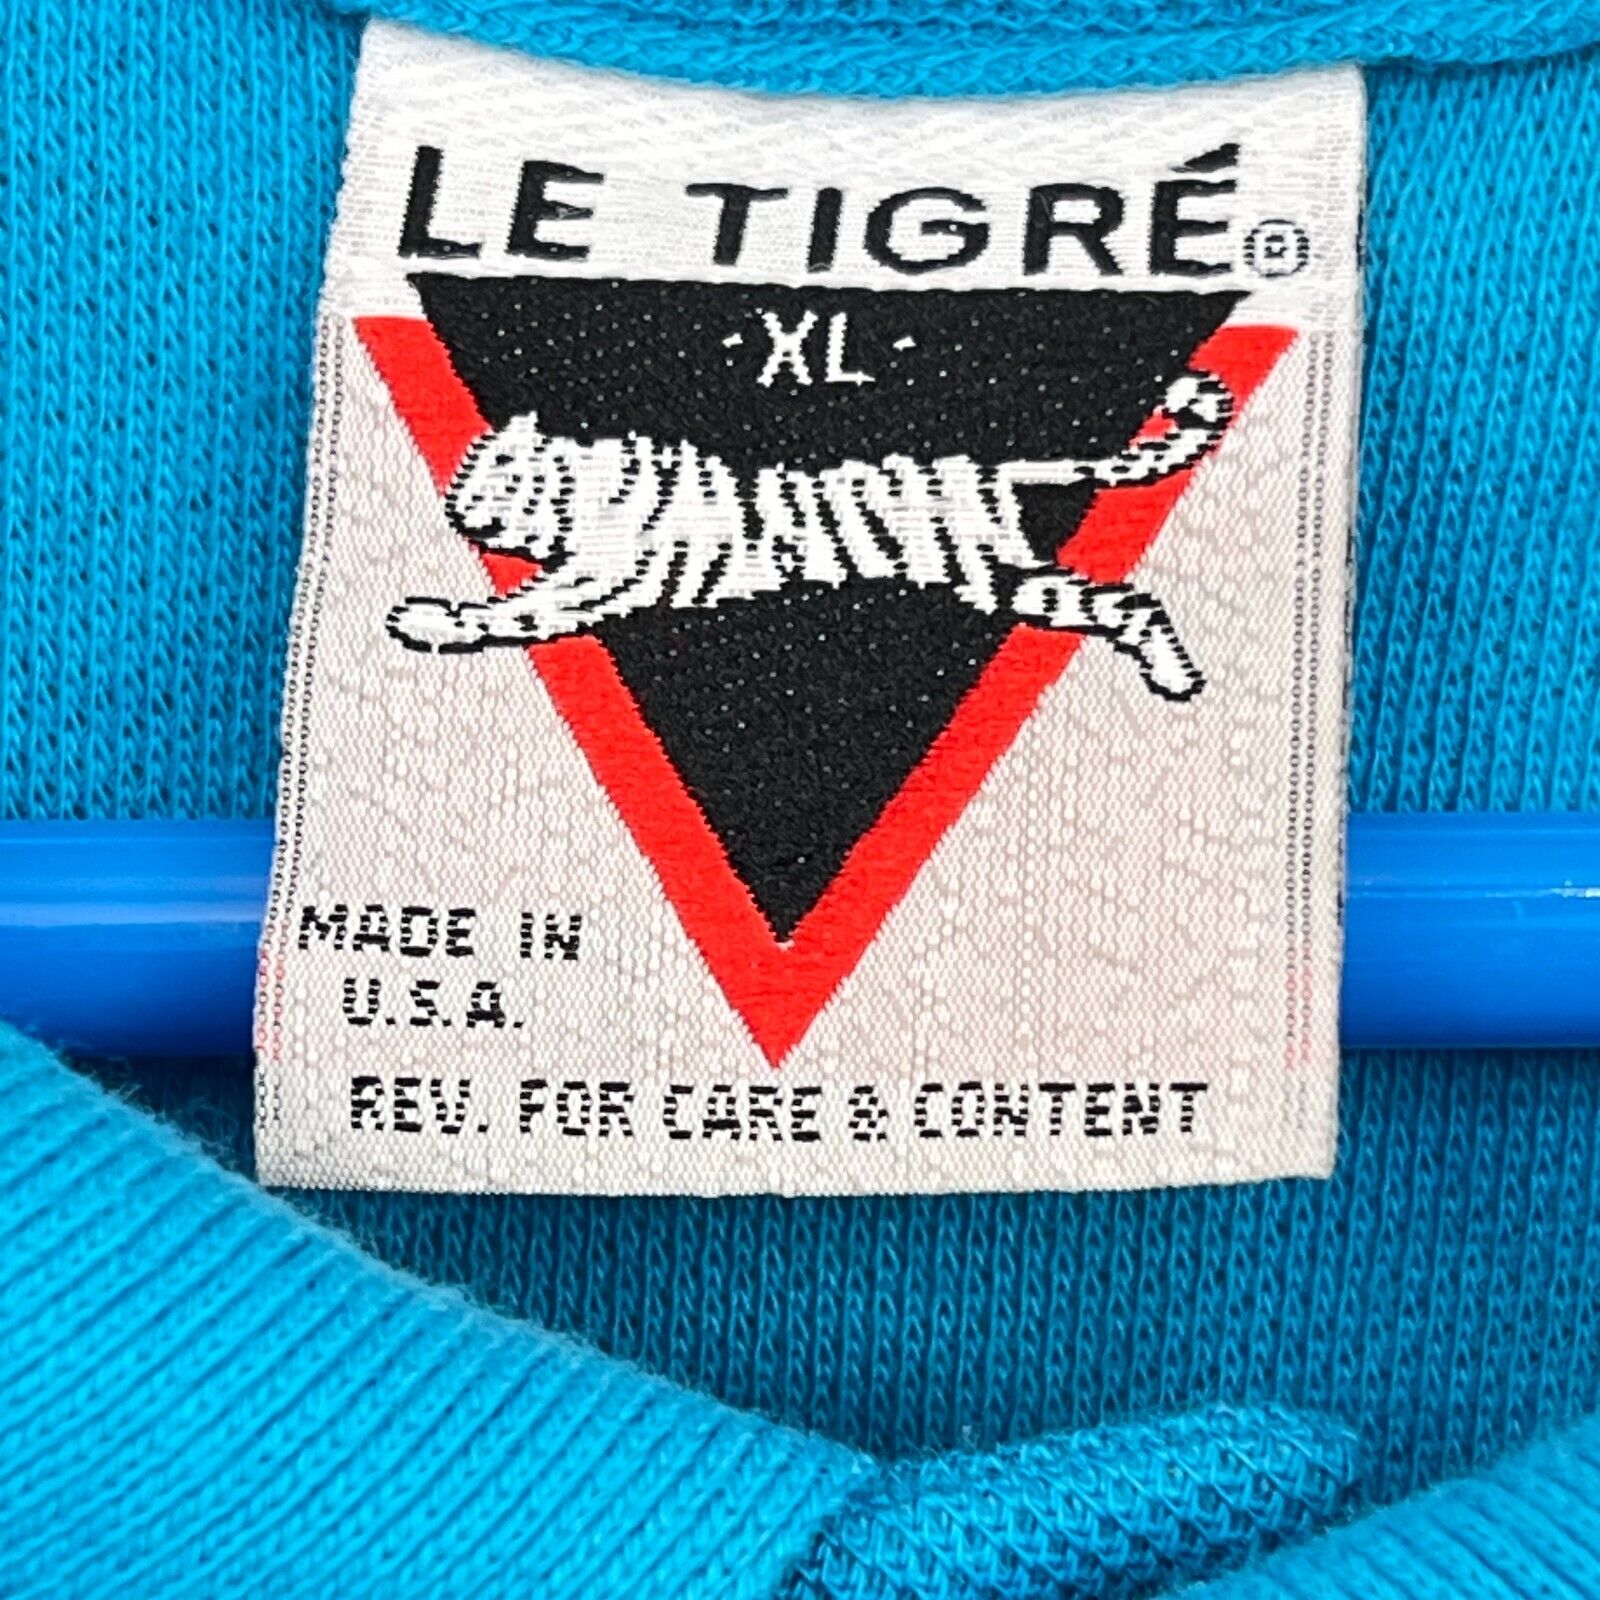 LE TIGRÉ®
·XL·
MADE IN
U.S.A.
REV. FOR CARE & CONTENT